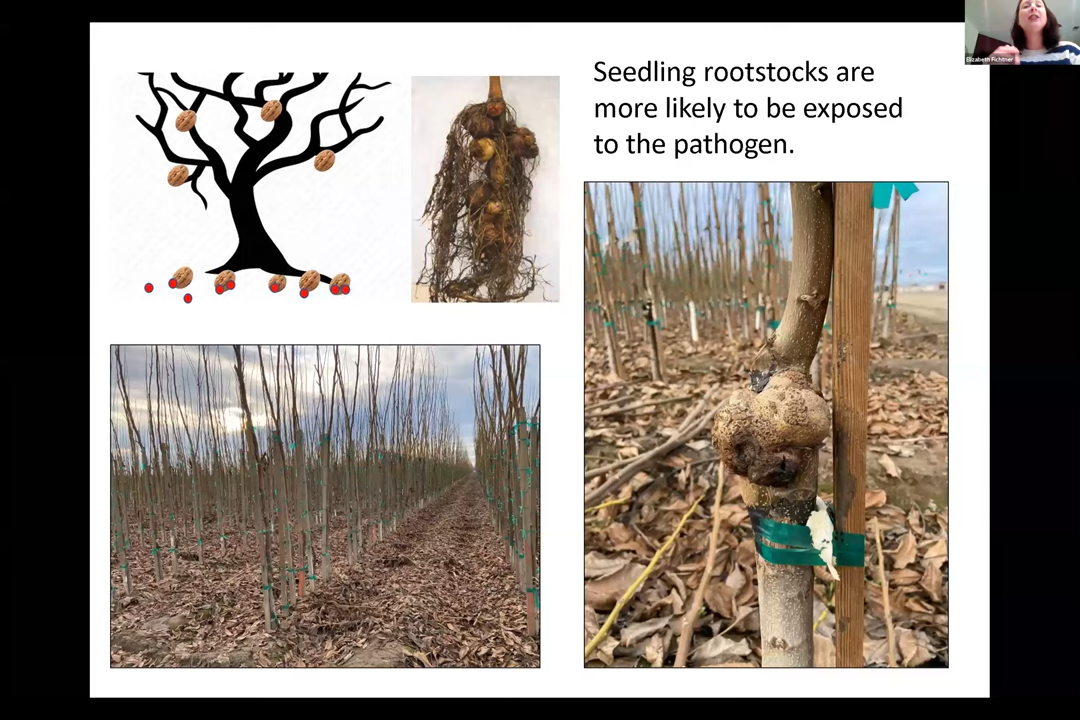 Seedling rootstocks are
more likely to be exposed
to the pathogen.
Elizabeth Fichtner